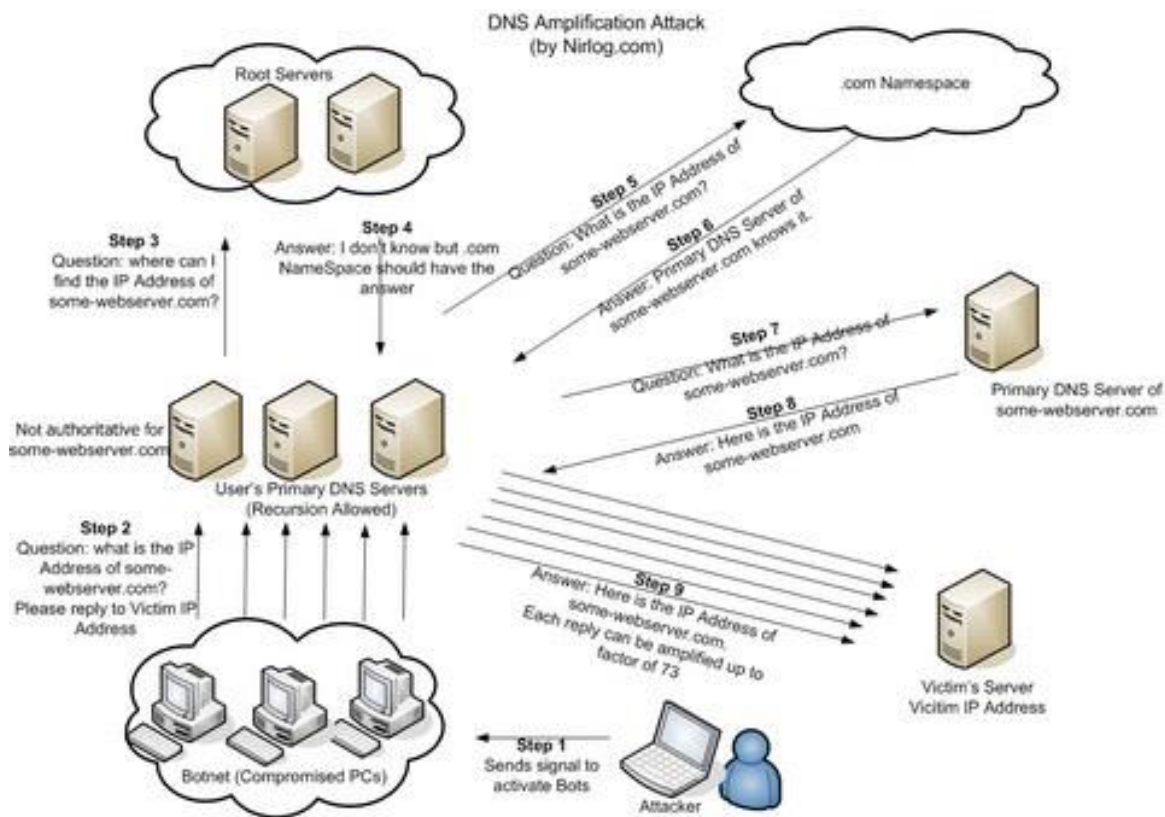 DNS Amplification Attack
(by Nirlog.com)
Root Servers
.com Namespace
Step 3
Question: where can I
find the IP Address of
some-webserver.com?
Step 4
Answer: I don't know but .com
NameSpace should have the
answer
Step 5
Question: What is the IP Address of
some-webserver.com?
Step 6
Answer: Primary DNS Server of
some-webserver.com knows it.
Step 7
Question: What is the IP Address of
some-webserver.com?
Step 8
Answer: Here is the IP Address of
some-webserver.com
Primary DNS Server of
some-webserver.com
Not authoritative for
some-webserver.com
User's Primary DNS Servers
(Recursion Allowed)
Step 2
Question: what is the IP
Address of some-
webserver.com?
Please reply to Victim IP
Address
Step 9
Answer: Here is the IP Address of
some-webserver.com.
Each reply can be amplified up to
factor of 73
Victim's Server
Vicitim IP Address
Botnet (Compromised PCs)
Step 1
Sends signal to
activate Bots
Attacker